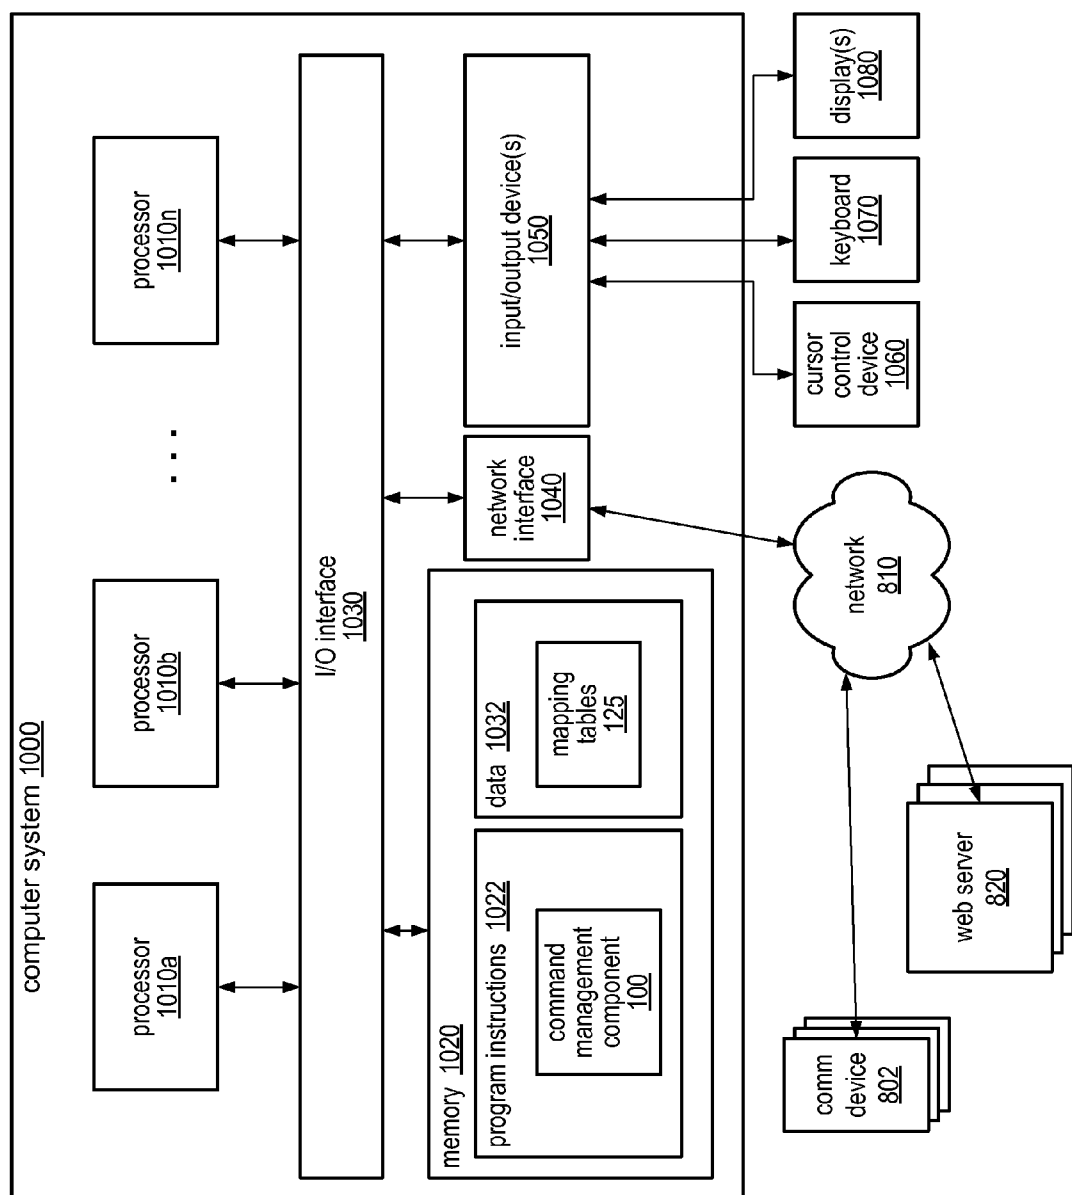 computer system 1000
processor
1010a
processor
1010b
. . .
processor
1010n
I/O interface
1030
memory 1020
program instructions 1022
command
management
component
100
data 1032
mapping
tables
125
network
interface
1040
input/output device(s)
1050
comm
device
802
web server
820
network
810
cursor
control
device
1060
keyboard
1070
display(s)
1080